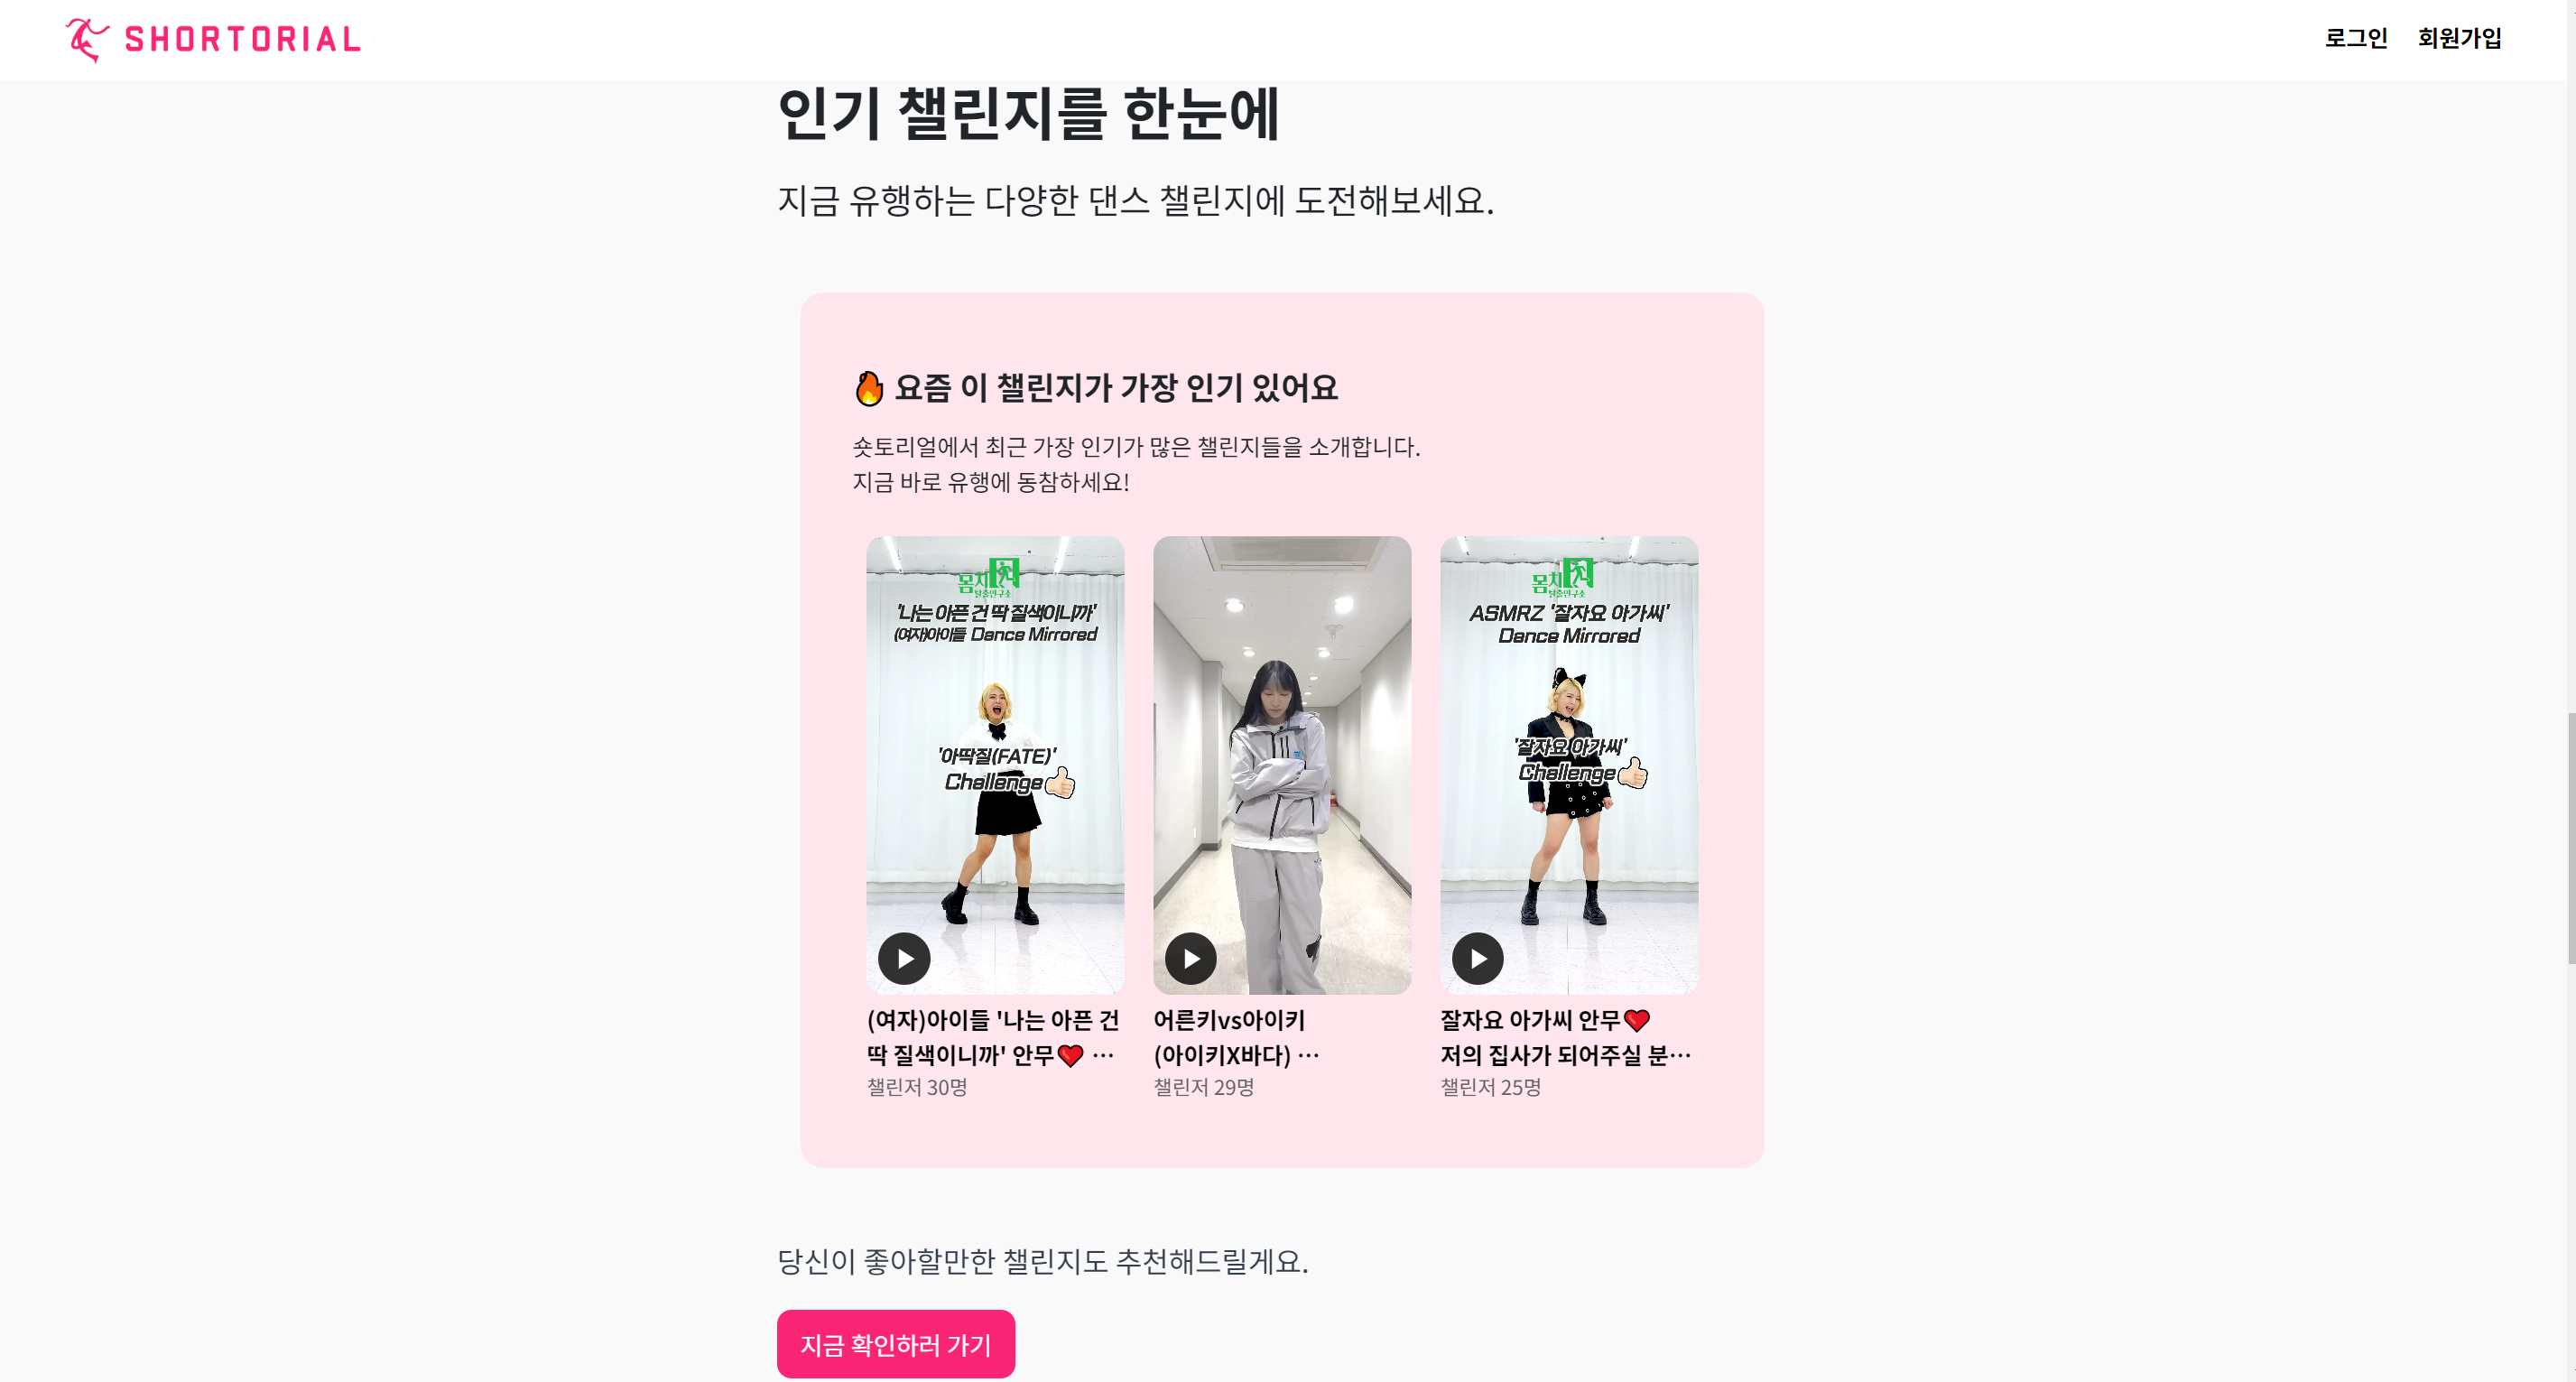 SHORTORIAL
로그인 회원가입
인기 챌린지를 한눈에
지금 유행하는 다양한 댄스 챌린지에 도전해보세요.
🔥 요즘 이 챌린지가 가장 인기 있어요
숏토리얼에서 최근 가장 인기가 많은 챌린지들을 소개합니다.
지금 바로 유행에 동참하세요!
몸치
탈출연구소
'나는 아픈 건 딱 질색이니까'
(여자)아이들 Dance Mirrored
'아딱질(FATE)'
Challenge👍🏻
(여자)아이들 '나는 아픈 건
딱 질색이니까' 안무❤️ …
챌린저 30명
어른키vs아이키
(아이키X바다) …
챌린저 29명
몸치
탈출연구소
ASMRZ '잘자요 아가씨'
Dance Mirrored
'잘자요 아가씨'
Challenge👍🏻
잘자요 아가씨 안무❤️
저의 집사가 되어주실 분…
챌린저 25명
당신이 좋아할만한 챌린지도 추천해드릴게요.
지금 확인하러 가기